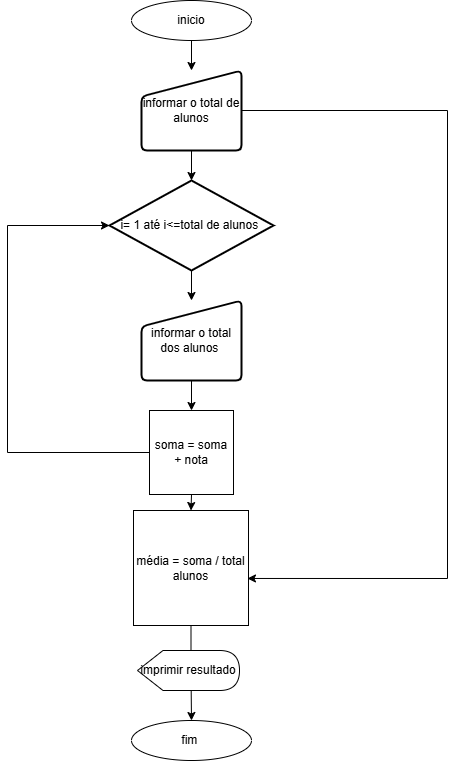 inicio
informar o total de
alunos
i= 1 até i<=total de alunos
informar o total
dos alunos
soma = soma
+ nota
média = soma / total
alunos
imprimir resultado
fim